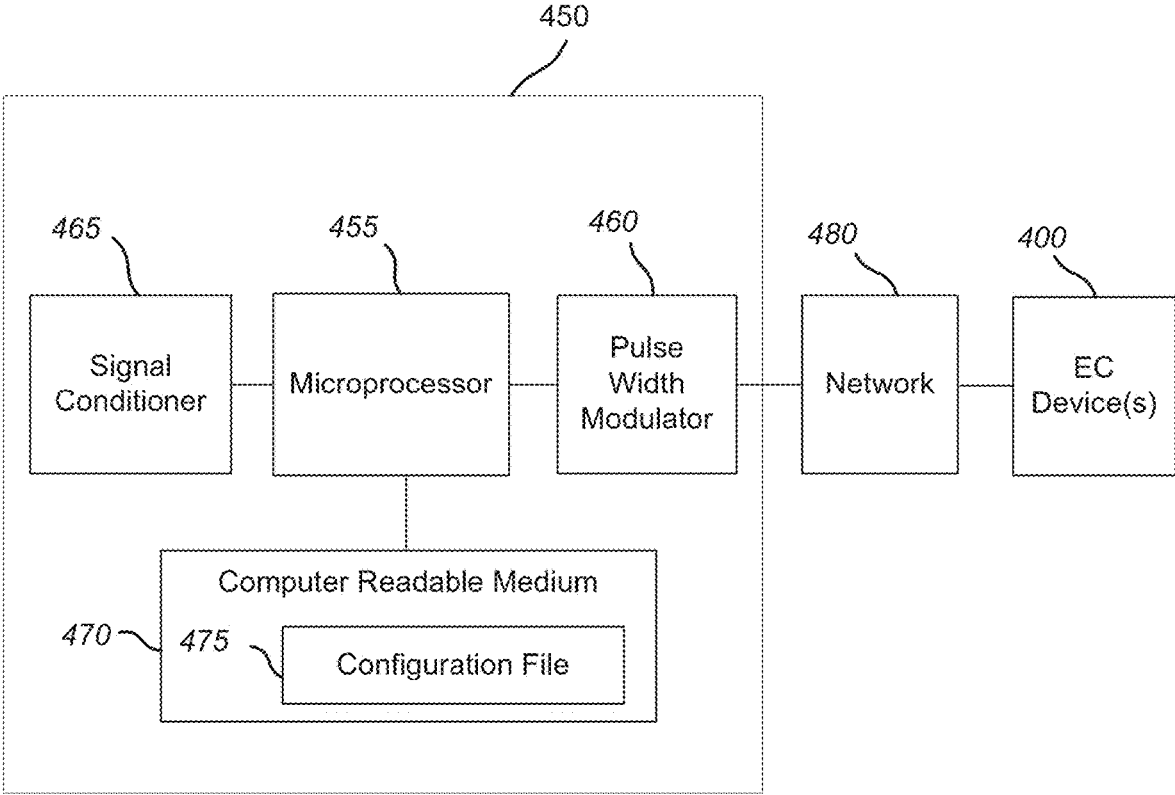 450
465
455
460
480
400
Signal
Conditioner
Microprocessor
Pulse
Width
Modulator
Network
EC
Device(s)
Computer Readable Medium
470
475
Configuration File